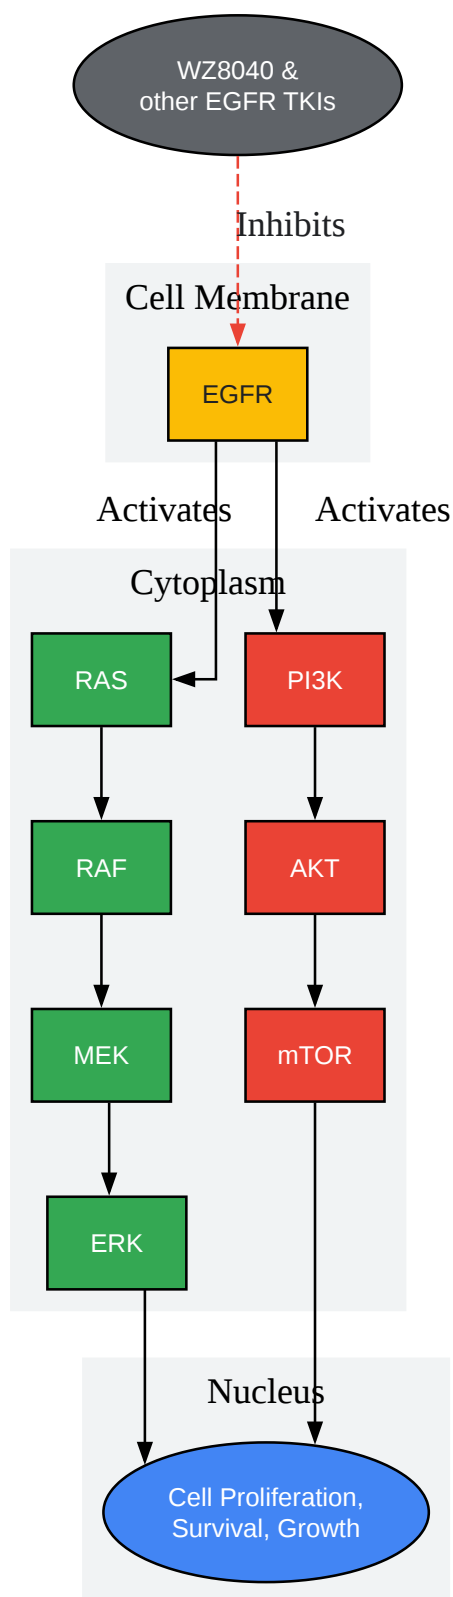 WZ8040 &
other EGFR TKIs
Inhibits
Cell Membrane
EGFR
Activates
Activates
Cytoplasm
RAS
PI3K
RAF
AKT
MEK
mTOR
ERK
Nucleus
Cell Proliferation,
Survival, Growth